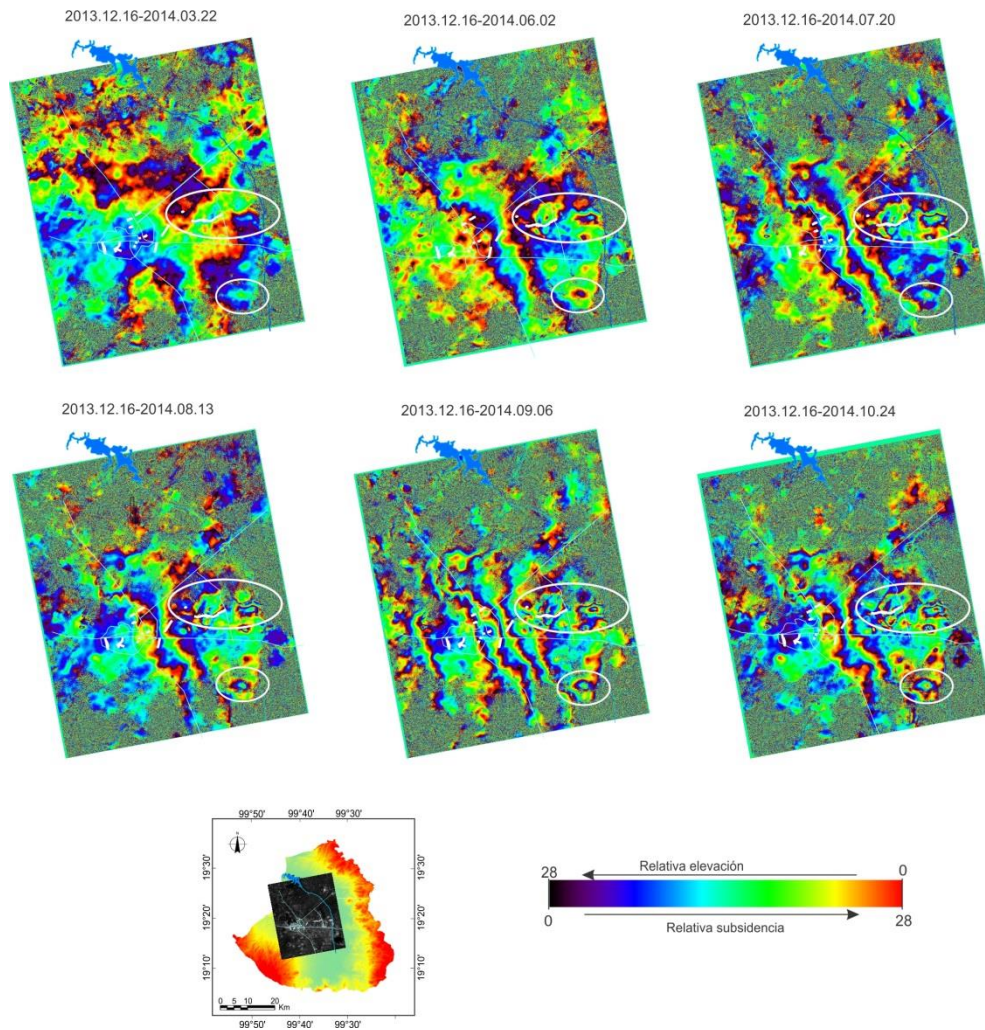 2013.12.16-2014.03.22
2013.12.16-2014.06.02
2013.12.16-2014.07.20
2013.12.16-2014.08.13
2013.12.16-2014.09.06
2013.12.16-2014.10.24
99°50' 99°40' 99°30'
19°30' 19°30'
19°20' 19°20'
19°10' 19°10'
0 5 10 20
Km
99°50' 99°40' 99°30'
28 Relativa elevación 0
0 Relativa subsidencia 28